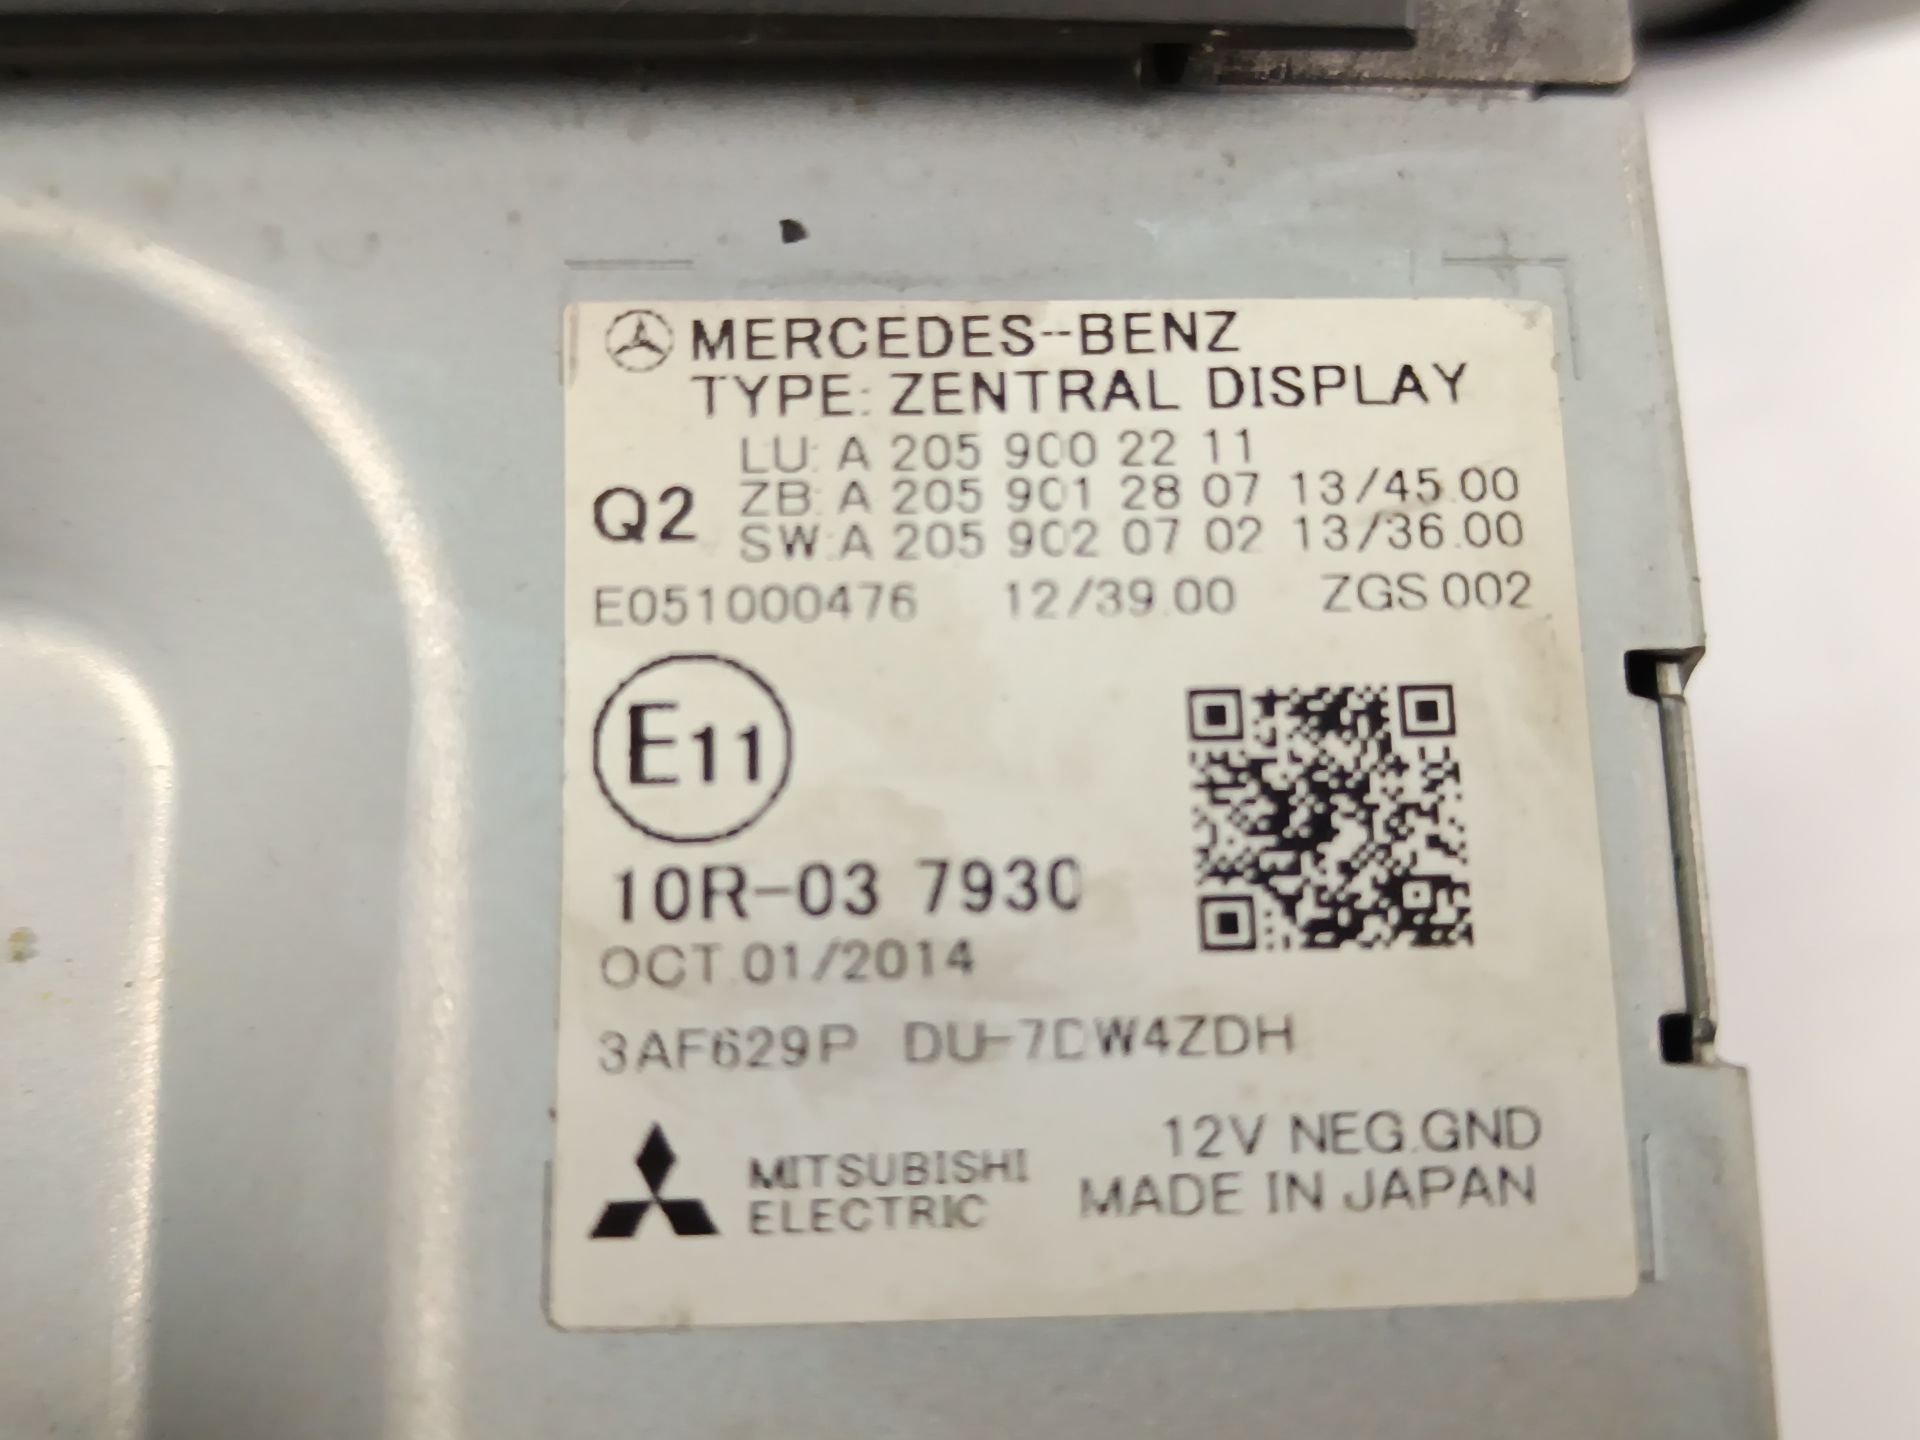 MERCEDES--BENZ
TYPE: ZENTRAL DISPLAY
LU: A 205 900 22 11
Q2
ZB: A 205 901 28 07 13/45.00
SW: A 205 902 07 02 13/36.00
E051000476 12/39.00 ZGS 002
E11
10R-03 7930
OCT.01/2014
3AF629P DU-7DW4ZDH
12V NEG.GND
MITSUBISHI
ELECTRIC
MADE IN JAPAN